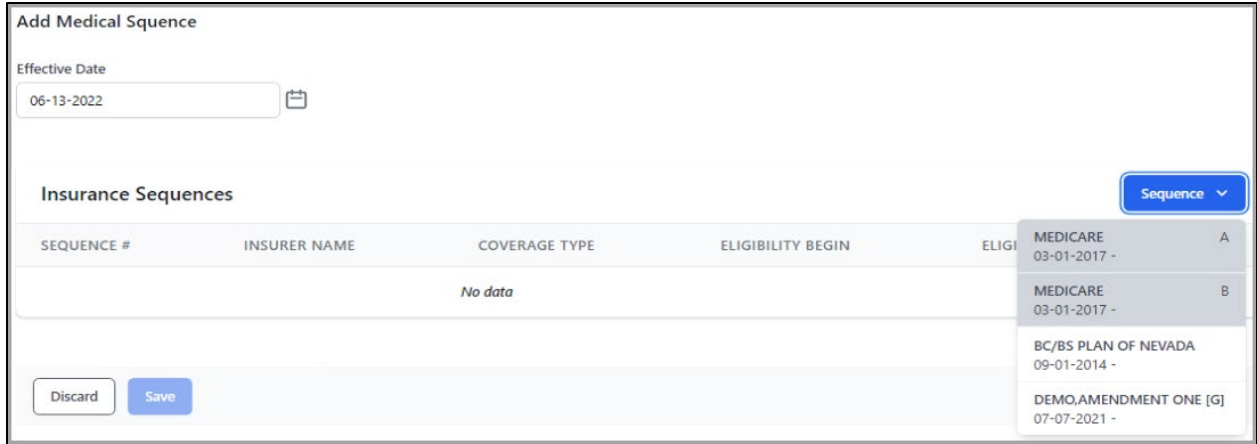 Add Medical Squence
Effective Date
06-13-2022
Insurance Sequences
Sequence
SEQUENCE # INSURER NAME COVERAGE TYPE ELIGIBILITY BEGIN ELIGI
MEDICARE A
03-01-2017 -
No data
MEDICARE B
03-01-2017 -
BC/BS PLAN OF NEVADA
09-01-2014 -
DEMO,AMENDMENT ONE [G]
07-07-2021 -
Discard Save